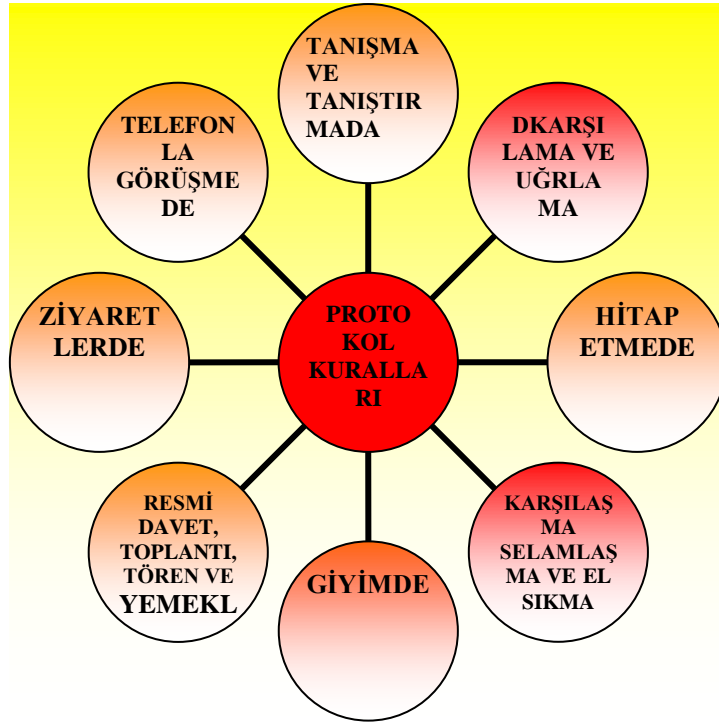 TANIŞMA
VE
TANIŞTIR
MADA
TELEFON
LA
GÖRÜŞME
DE
DKARŞI
LAMA VE
UĞRLA
MA
ZİYARET
LERDE
PROTO
KOL
KURALLA
RI
HİTAP
ETMEDE
RESMİ
DAVET,
TOPLANTI,
TÖREN VE
YEMEKL
GİYİMDE
KARŞILAŞ
MA
SELAMLAŞ
MA VE EL
SIKMA